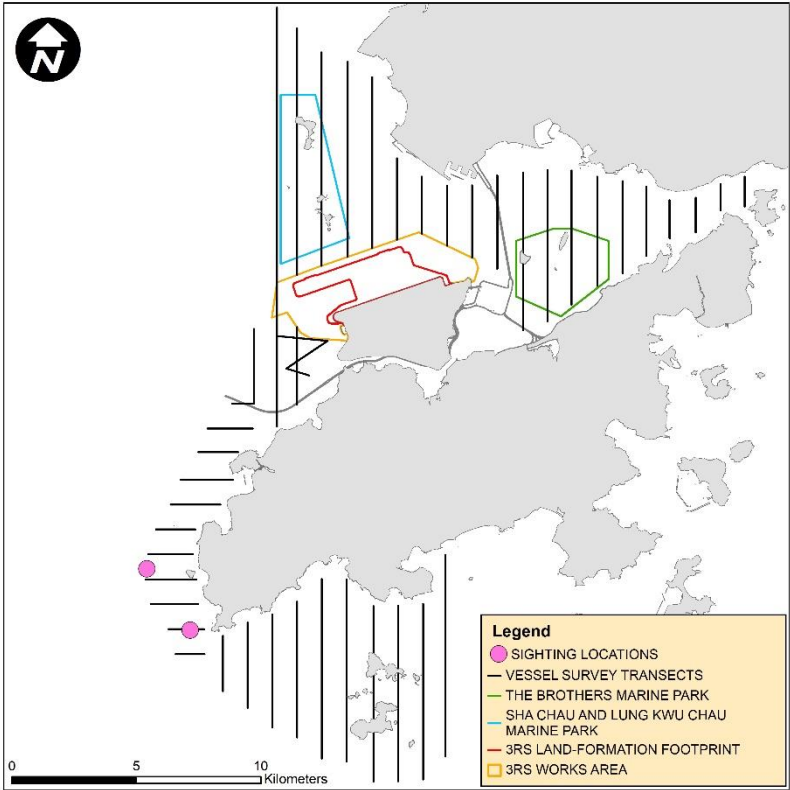 N
Legend
SIGHTING LOCATIONS
VESSEL SURVEY TRANSECTS
THE BROTHERS MARINE PARK
SHA CHAU AND LUNG KWU CHAU
MARINE PARK
3RS LAND-FORMATION FOOTPRINT
3RS WORKS AREA
0 5 10
Kilometers